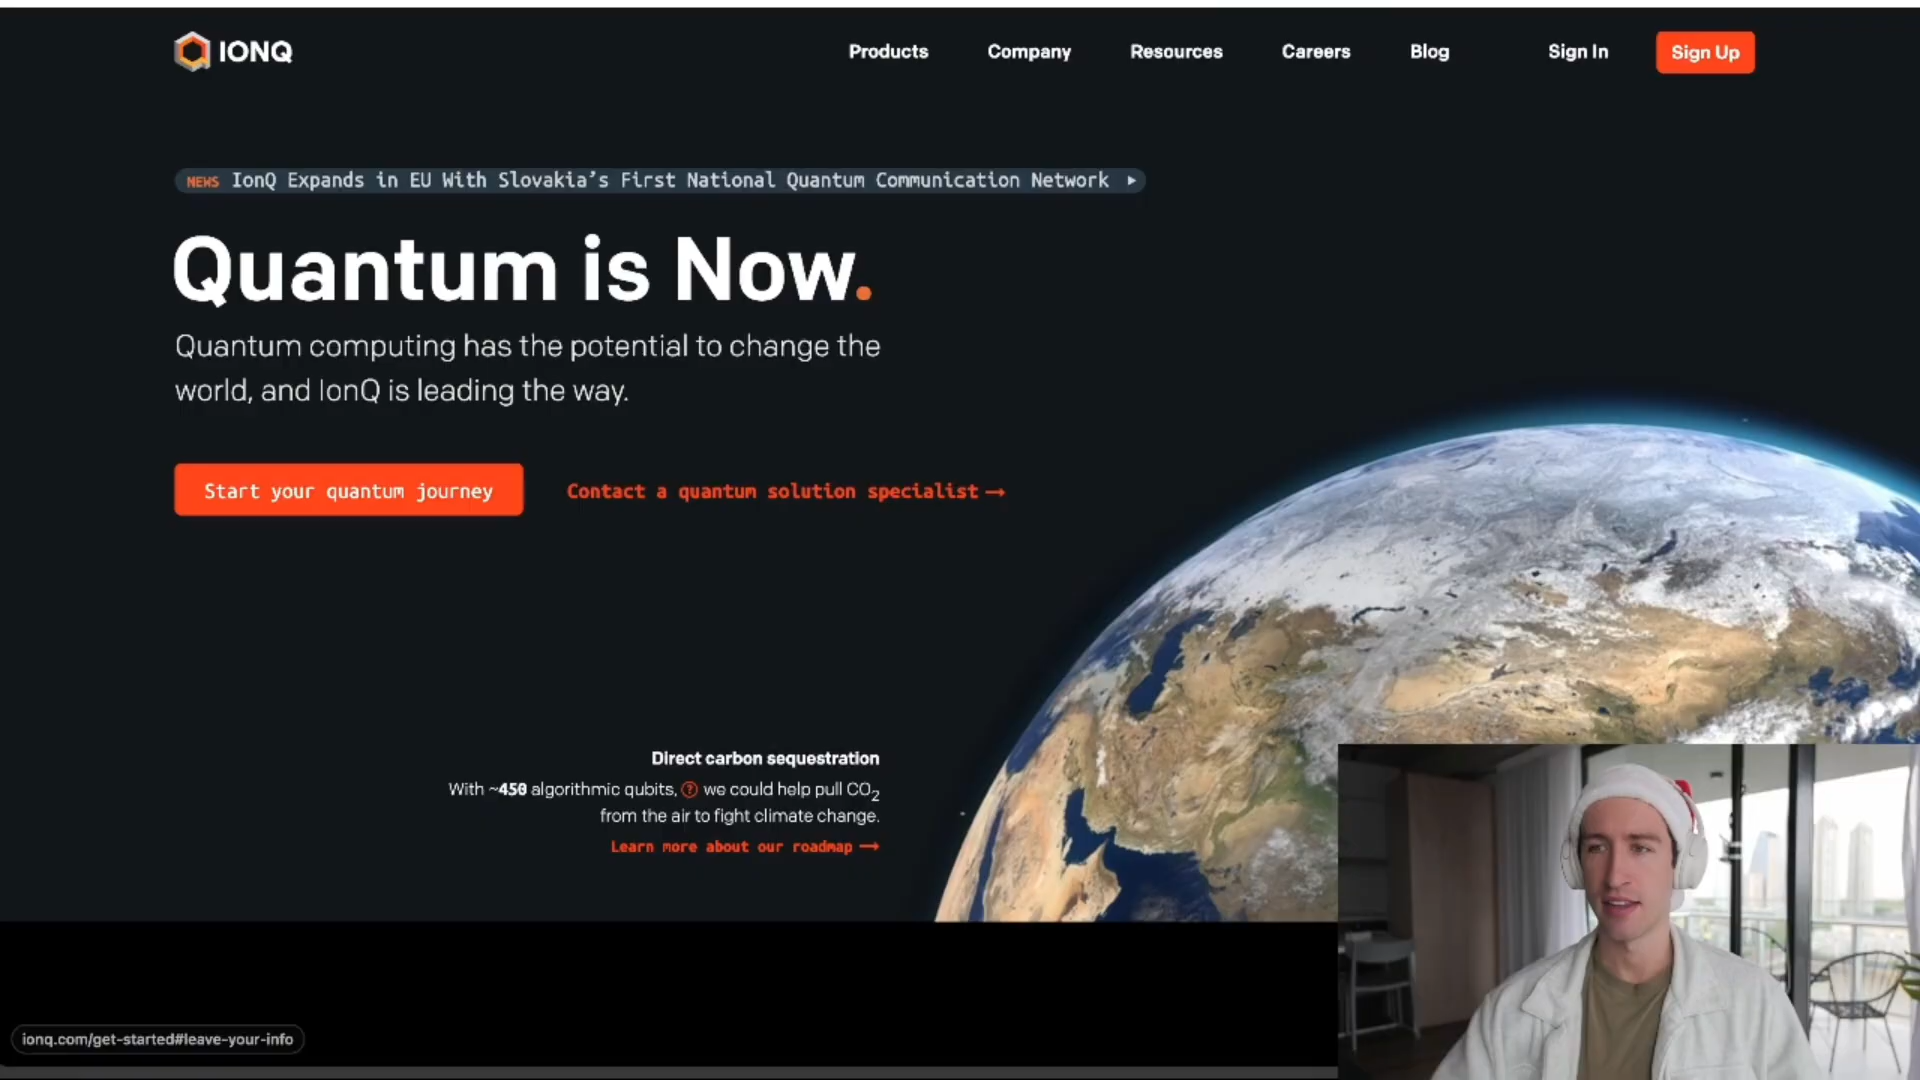 IONQ
Products
Company
Resources
Careers
Blog
Sign In
Sign Up
NEWS IonQ Expands in EU With Slovakia’s First National Quantum Communication Network ▸
Quantum is Now.
Quantum computing has the potential to change the
world, and IonQ is leading the way.
Start your quantum journey
Contact a quantum solution specialist →
Direct carbon sequestration
With ~450 algorithmic qubits, ? we could help pull CO₂
from the air to fight climate change.
Learn more about our roadmap →
ionq.com/get-started#leave-your-info